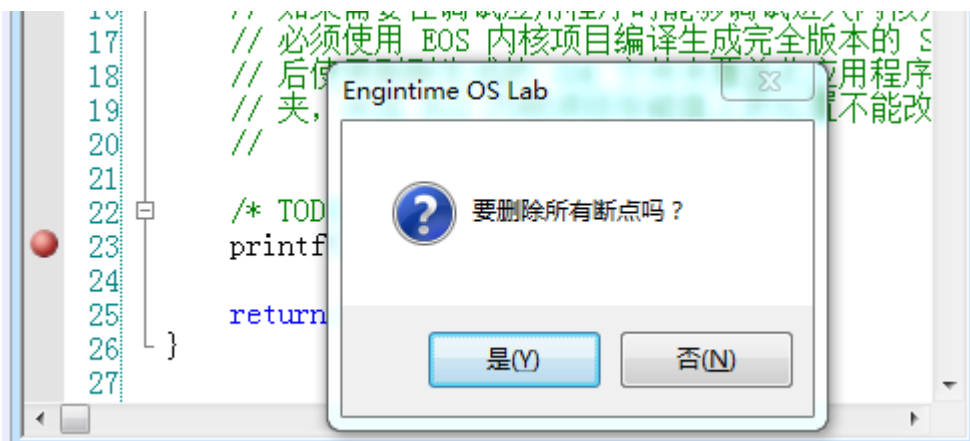 17 // 必须使用 EOS 内核项目编译生成完全版本的 S
18 // 后使 应用程序
19 // 夹, 置不能改
20 //
21
22 /* TOD
23 printf
24
25 return
26 }
27
Engintime OS Lab
要删除所有断点吗？
是(Y)
否(N)